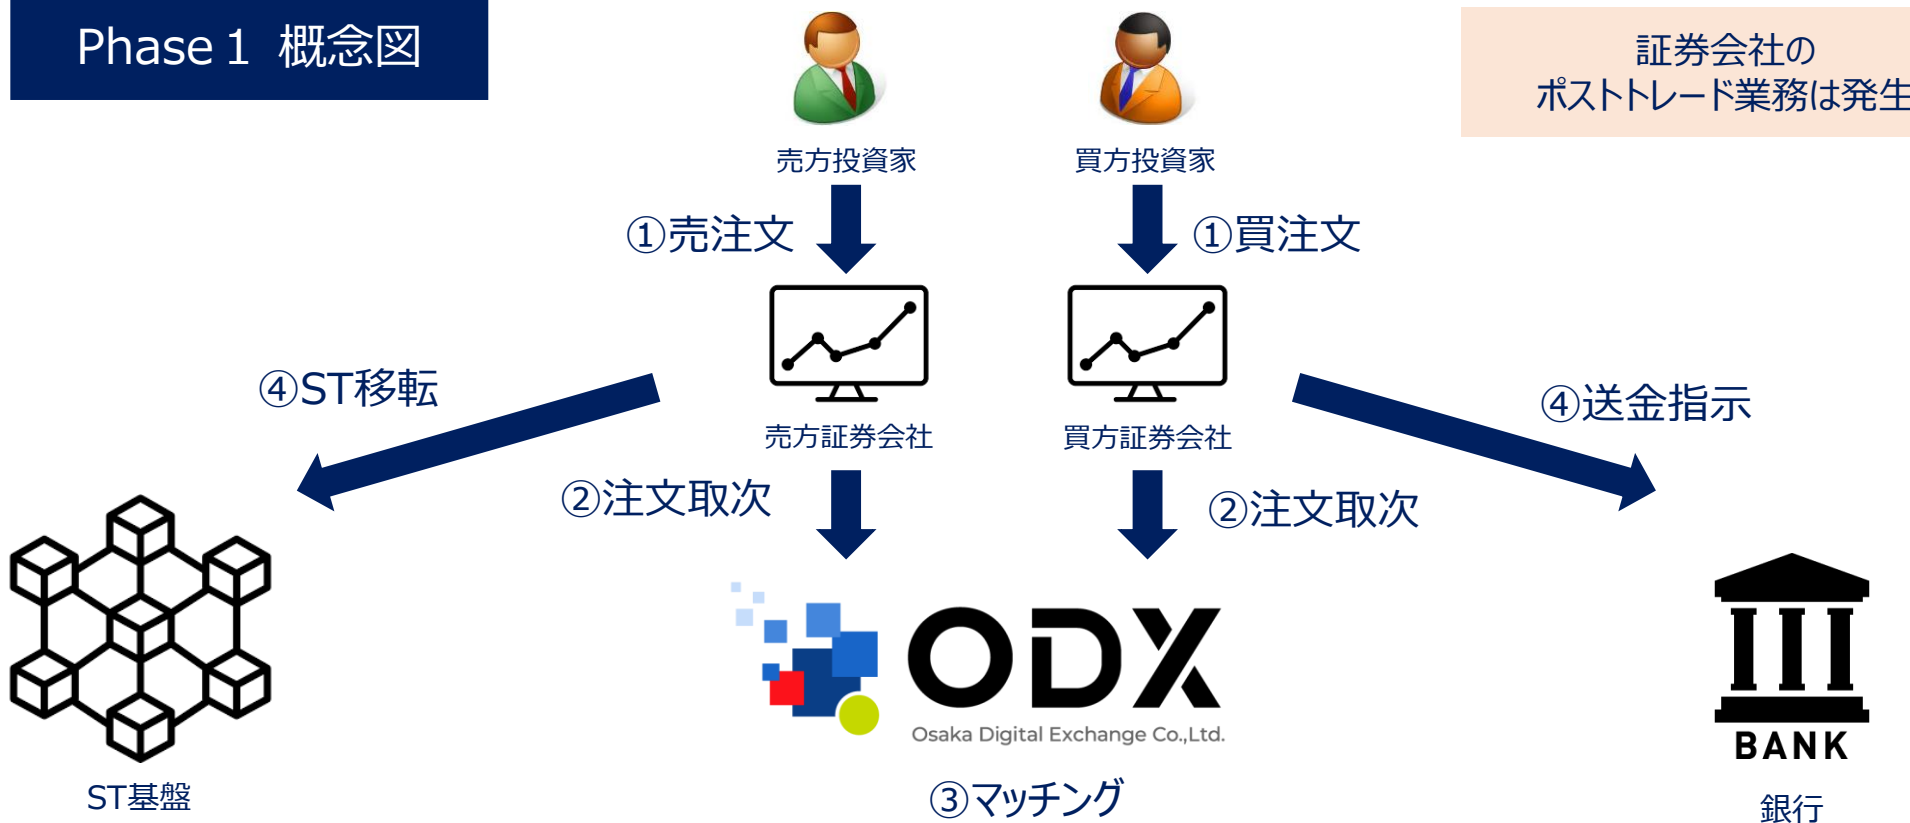 Phase１ 概念図
証券会社の
ポストトレード業務は発生
売方投資家
買方投資家
①売注文
①買注文
④ST移転
④送金指示
売方証券会社
買方証券会社
②注文取次
②注文取次
ODX
Osaka Digital Exchange Co.,Ltd.
BANK
ST基盤
③マッチング
銀行